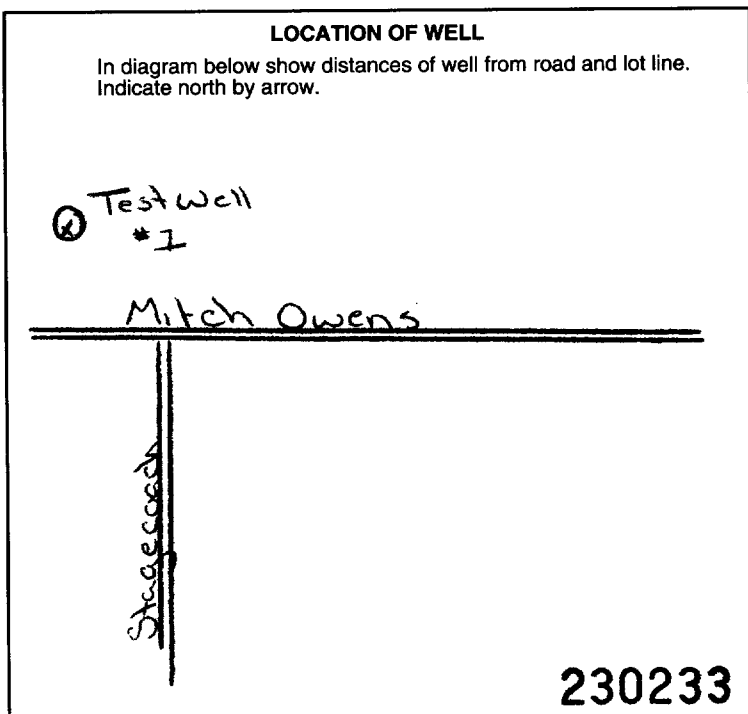 LOCATION OF WELL
In diagram below show distances of well from road and lot line.
Indicate north by arrow.
x Test Well
#1
Mitch Owens
Stagecoach
230233